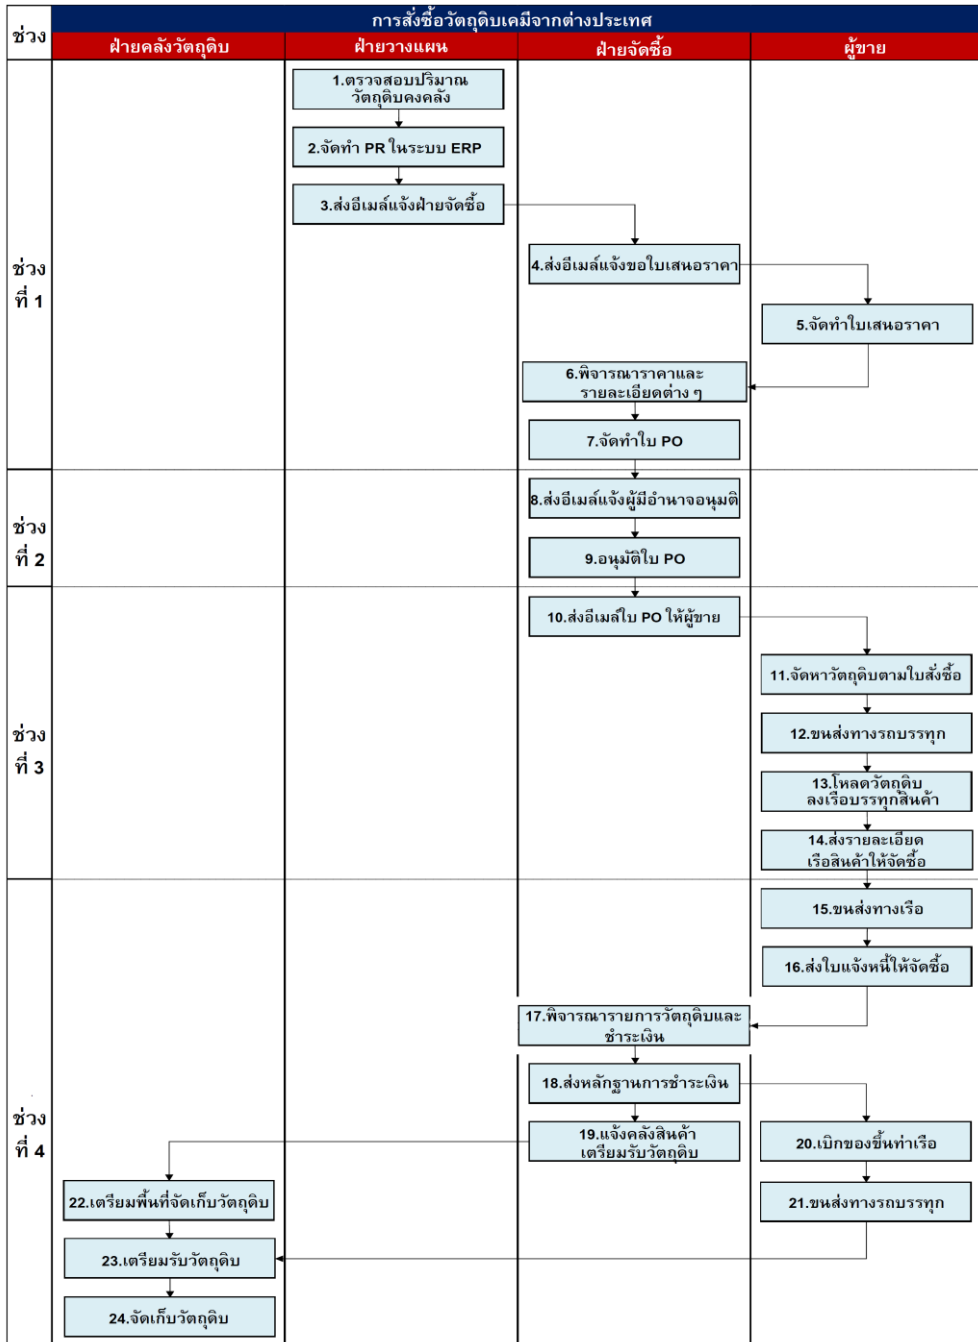 การสั่งซื้อวัตถุดิบเคมีจากต่างประเทศ
ช่วง
ฝ่ายคลังวัตถุดิบ
ฝ่ายวางแผน
ฝ่ายจัดซื้อ
ผู้ขาย
ช่วง
ที่ 1
1.ตรวจสอบปริมาณ
วัตถุดิบคงคลัง
2.จัดทำ PR ในระบบ ERP
3.ส่งอีเมล์แจ้งฝ่ายจัดซื้อ
4.ส่งอีเมล์แจ้งขอใบเสนอราคา
5.จัดทำใบเสนอราคา
6.พิจารณาราคาและ
รายละเอียดต่าง ๆ
7.จัดทำใบ PO
ช่วง
ที่ 2
8.ส่งอีเมล์แจ้งผู้มีอำนาจอนุมติ
9.อนุมัติใบ PO
ช่วง
ที่ 3
10.ส่งอีเมล์ใบ PO ให้ผู้ขาย
11.จัดหาวัตถุดิบตามใบสั่งซื้อ
12.ขนส่งทางรถบรรทุก
13.โหลดวัตถุดิบ
ลงเรือบรรทุกสินค้า
14.ส่งรายละเอียด
เรือสินค้าให้จัดซื้อ
ช่วง
ที่ 4
15.ขนส่งทางเรือ
16.ส่งใบแจ้งหนี้ให้จัดซื้อ
17.พิจารณารายการวัตถุดิบและ
ชำระเงิน
18.ส่งหลักฐานการชำระเงิน
19.แจ้งคลังสินค้า
เตรียมรับวัตถุดิบ
20.เบิกของขึ้นท่าเรือ
21.ขนส่งทางรถบรรทุก
22.เตรียมพื้นที่จัดเก็บวัตถุดิบ
23.เตรียมรับวัตถุดิบ
24.จัดเก็บวัตถุดิบ